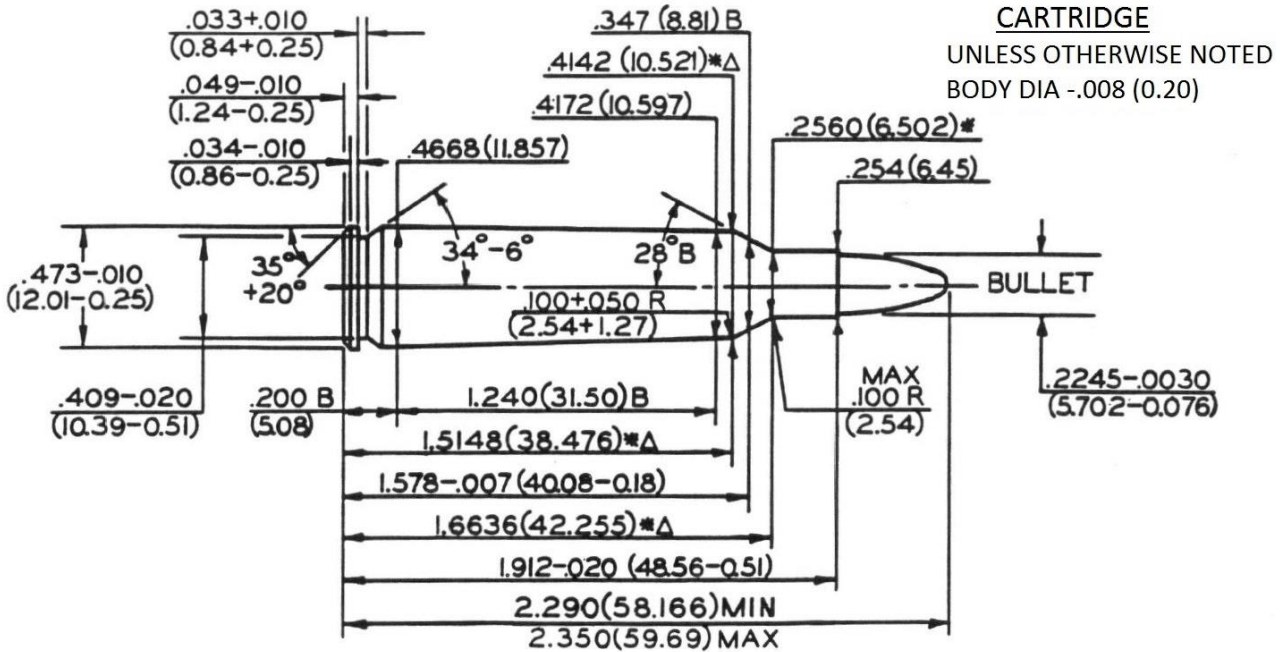 CARTRIDGE
UNLESS OTHERWISE NOTED
BODY DIA -.008 (0.20)
.033+.010
(0.84+0.25)
.347 (8.81) B
.4142 (10.521)*Δ
.049-.010
(1.24-0.25)
.4172(10.597)
.2560(6.502)*
.034-.010
(0.86-0.25)
.4668(11.857)
.254(6.45)
34°-6°
28°B
35°
+20°
.473-.010
(12.01-0.25)
BULLET
.100+.050 R
(2.54+1.27)
.409-.020
(10.39-0.51)
.200 B
(5.08)
1.240(31.50)B
MAX
.100 R
(2.54)
.2245-.0030
(5.702-0.076)
1.5148(38.476)*Δ
1.578-.007(40.08-0.18)
1.6636(42.255)*Δ
1.912-.020 (48.56-0.51)
2.290(58.166)MIN
2.350(59.69) MAX